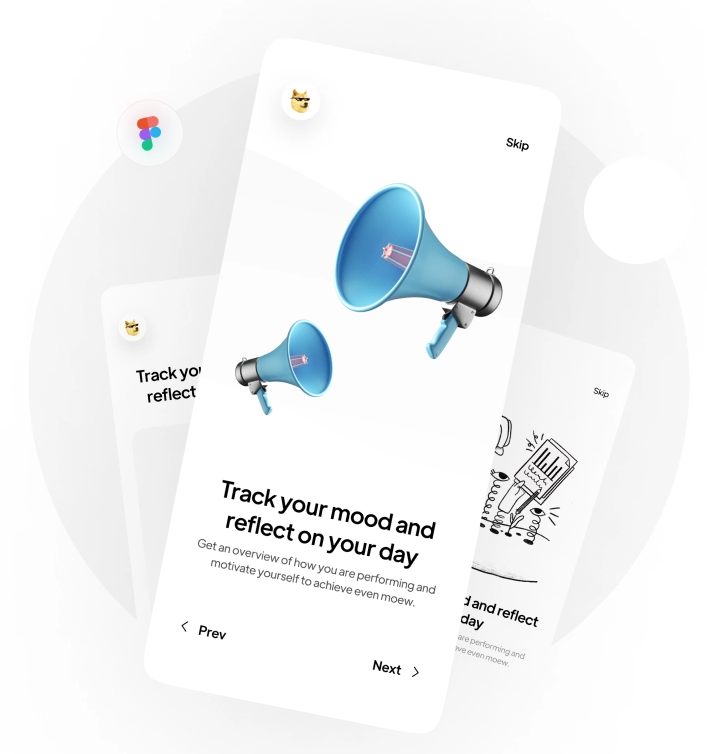 Skip
Track your mood and
reflect on your day
Get an overview of how you are performing and
motivate yourself to achieve even moew.
Prev
Next
Track you
reflect
Skip
d and reflect
day
are performing and
eve even moew.